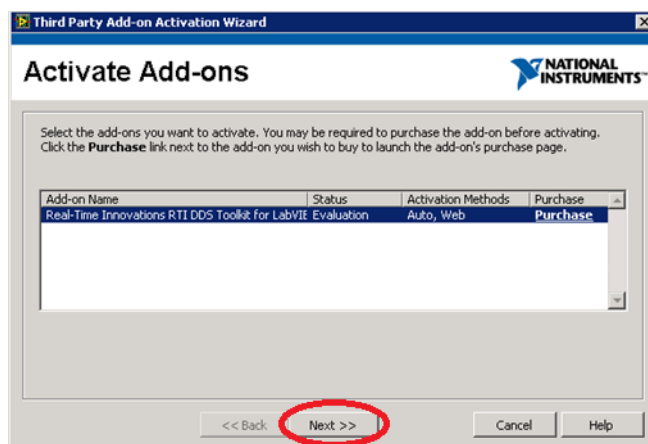 Third Party Add-on Activation Wizard
Activate Add-ons
NATIONAL
INSTRUMENTS™
Select the add-ons you want to activate. You may be required to purchase the add-on before activating.
Click the Purchase link next to the add-on you wish to buy to launch the add-on's purchase page.
Add-on Name Status Activation Methods Purchase
Real-Time Innovations RTI DDS Toolkit for LabVIE Evaluation Auto, Web Purchase
<< Back Next >> Cancel Help